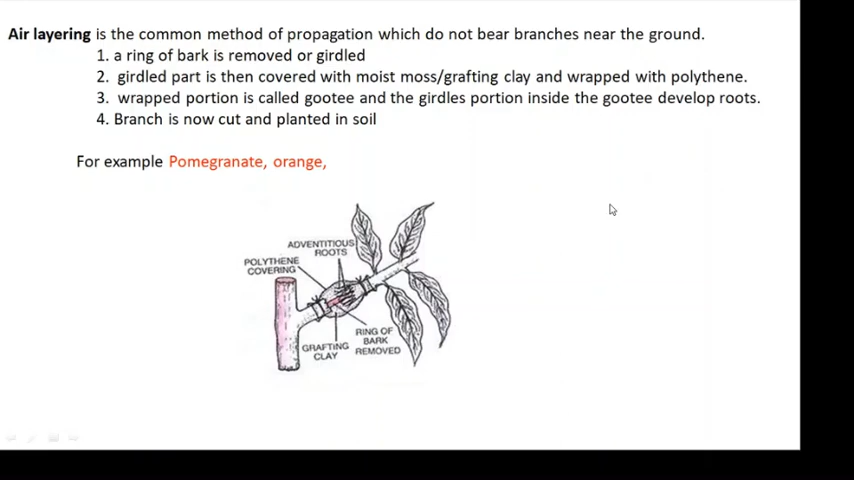 Air layering is the common method of propagation which do not bear branches near the ground.
1. a ring of bark is removed or girdled
2. girdled part is then covered with moist moss/grafting clay and wrapped with polythene.
3. wrapped portion is called gootee and the girdles portion inside the gootee develop roots.
4. Branch is now cut and planted in soil
For example Pomegranate, orange,
ADVENTITIOUS
ROOTS
POLYTHENE
COVERING
RING OF
BARK
REMOVED
GRAFTING
CLAY